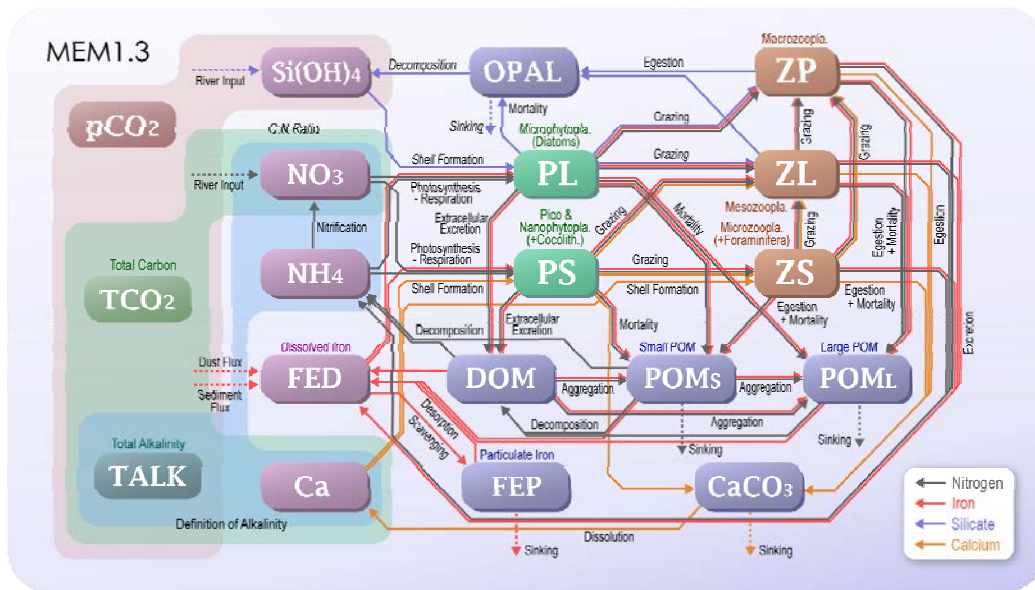 MEM1.3
Macrozoopla.
Si(OH)4
Decomposition
OPAL
Egestion
ZP
River Input
pCO2
Mortality
Sinking
Microphytopla.
(Diatoms)
Grazing
Grazing
Grazing
C:N Ratio
Shell Formation
Grazing
NO3
PL
ZL
River Input
Photosynthesis
- Respiration
Extracellular
Excretion
Mortality
Mesozoopla.
Pico &
Nanophytopla.
(+Cocolith.)
Grazing
Microzoopla.
(+Foraminifera)
Grazing
Egestion
+ Mortality
Egestion
Nitrification
Photosynthesis
- Respiration
Total Carbon
TCO2
NH4
PS
Grazing
ZS
Shell Formation
Shell Formation
Egestion
+ Mortality
Decomposition
Extracellular
Excretion
Mortality
Egestion
+ Mortality
Excretion
Dissolved Iron
Small POM
Large POM
Dust Flux
FED
DOM
POMS
POML
Sediment
Flux
Aggregation
Aggregation
Desorption
Scavenging
Decomposition
Aggregation
Total Alkalinity
TALK
Particulate Iron
Sinking
Sinking
Ca
FEP
CaCO3
Definition of Alkalinity
Dissolution
Sinking
Sinking
Nitrogen
Iron
Silicate
Calcium